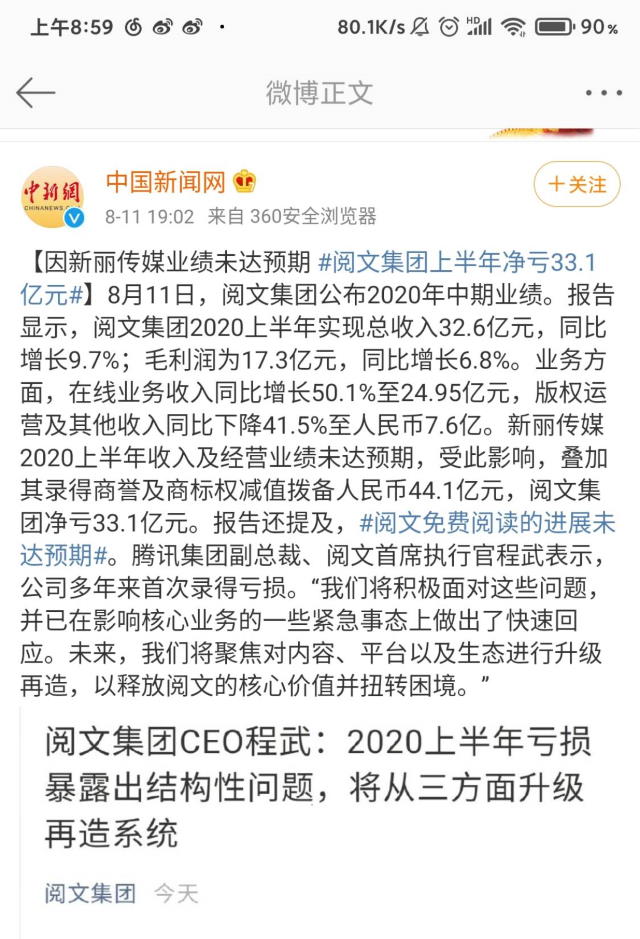 上午8:59
80.1K/s
HD
90%
微博正文
中新網
CHINANEWS.COM
中国新闻网
8-11 19:02 来自 360安全浏览器
+关注
【因新丽传媒业绩未达预期 #阅文集团上半年净亏33.1
亿元#】8月11日，阅文集团公布2020年中期业绩。报告
显示，阅文集团2020上半年实现总收入32.6亿元，同比
增长9.7%；毛利润为17.3亿元，同比增长6.8%。业务方
面，在线业务收入同比增长50.1%至24.95亿元，版权运
营及其他收入同比下降41.5%至人民币7.6亿。新丽传媒
2020上半年收入及经营业绩未达预期，受此影响，叠加
其录得商誉及商标权减值拨备人民币44.1亿元，阅文集
团净亏33.1亿元。报告还提及，#阅文免费阅读的进展未
达预期#。腾讯集团副总裁、阅文首席执行官程武表示，
公司多年来首次录得亏损。“我们将积极面对这些问题，
并已在影响核心业务的一些紧急事态上做出了快速回
应。未来，我们将聚焦对内容、平台以及生态进行升级
再造，以释放阅文的核心价值并扭转困境。”
阅文集团CEO程武：2020上半年亏损
暴露出结构性问题，将从三方面升级
再造系统
阅文集团 今天